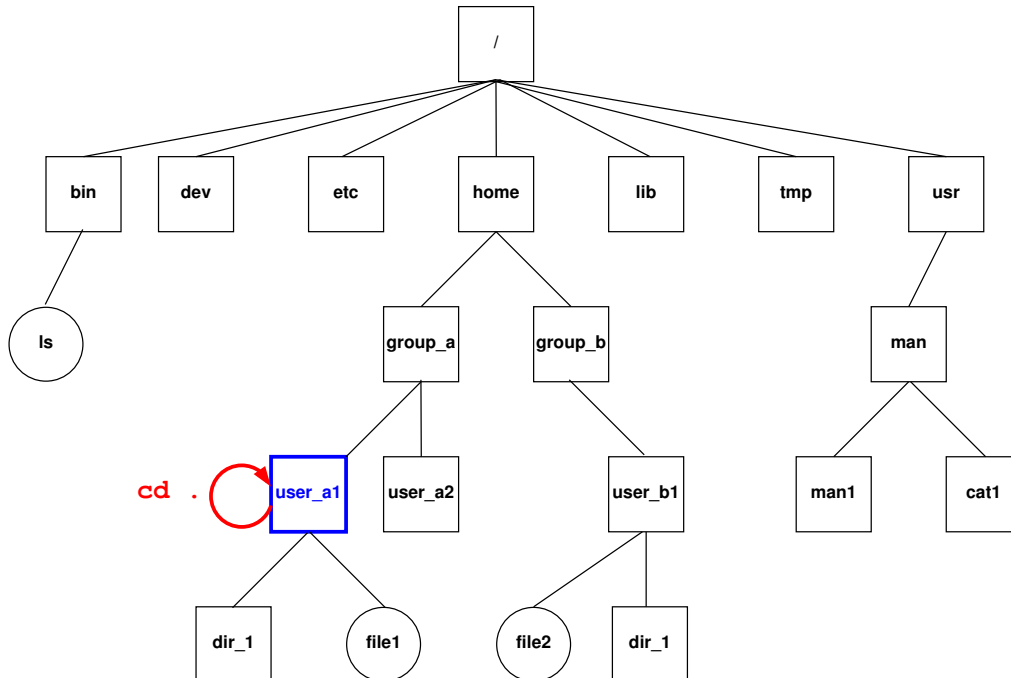 /
bin
dev
etc
home
lib
tmp
usr
ls
group_a
group_b
man
cd .
user_a1
user_a2
user_b1
man1
cat1
dir_1
file1
file2
dir_1